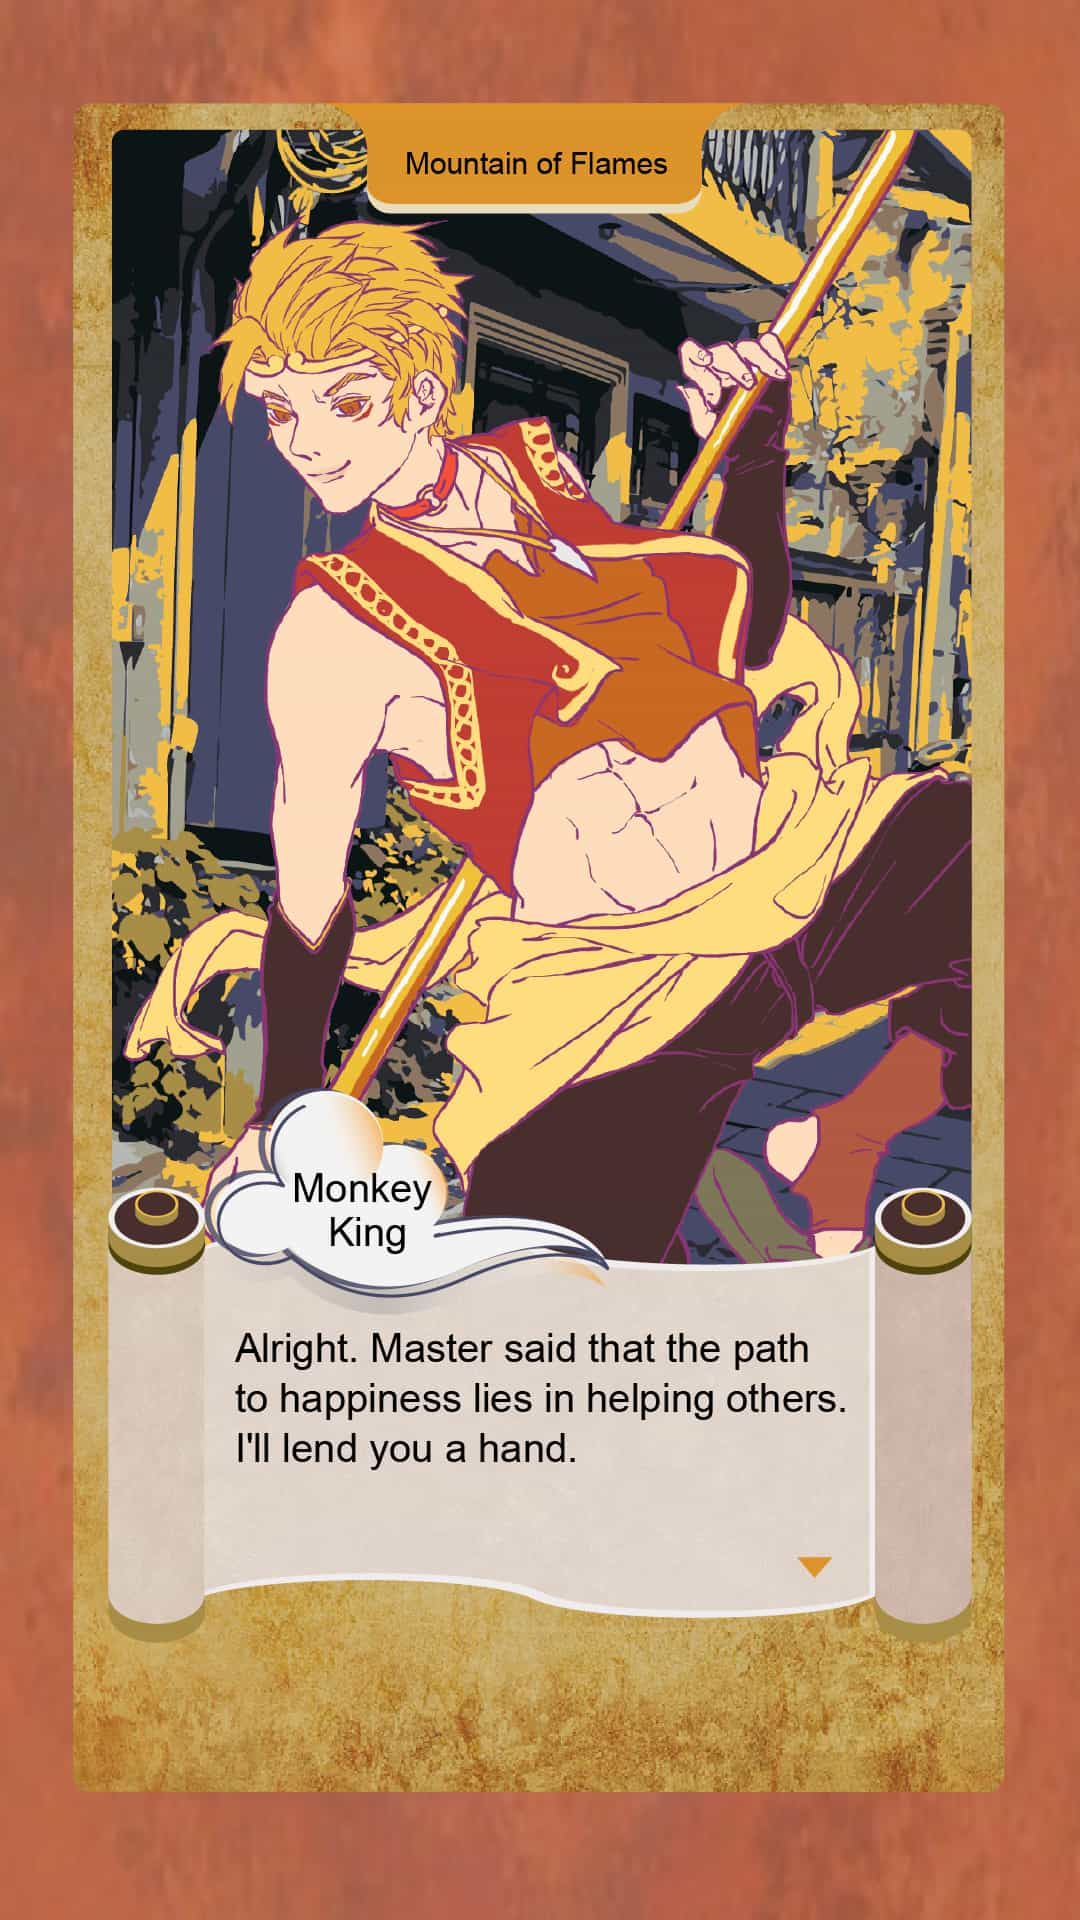 Mountain of Flames
Monkey
King
Alright. Master said that the path
to happiness lies in helping others.
I'll lend you a hand.